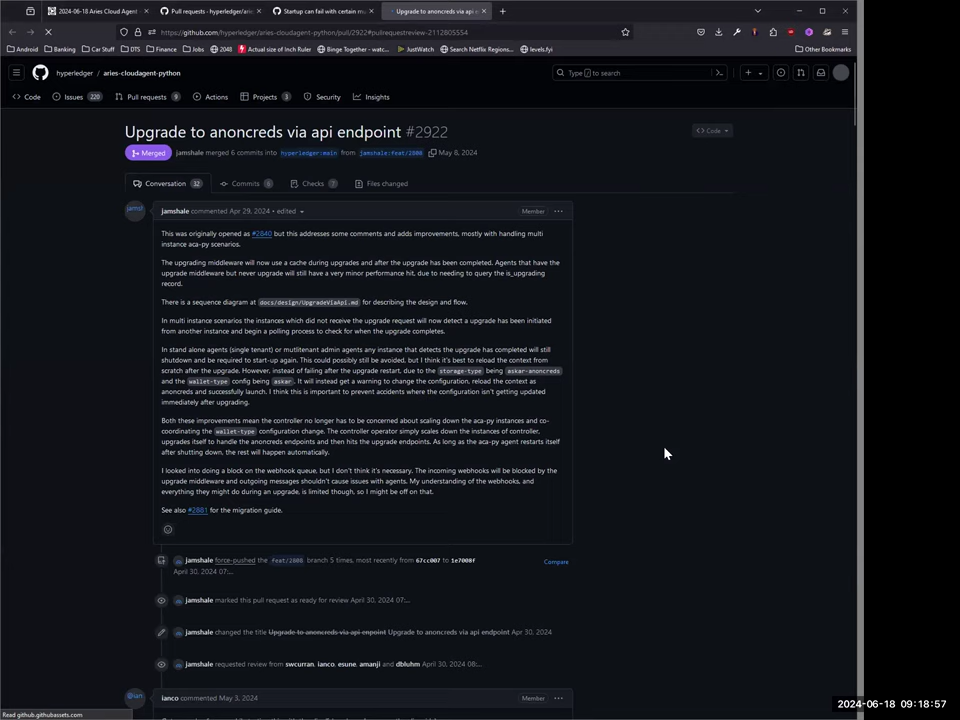 2024-06-18 Aries Cloud Agent
Pull requests · hyperledger/arie
Startup can fail with certain m
Upgrade to anoncreds via api e
https://github.com/hyperledger/aries-cloudagent-python/pull/2922#pullrequestreview-2112805554
Android
Banking
Car Stuff
DTS
Finance
Jobs
2048
Actual size of Inch Ruler
Binge Together - watc...
JustWatch
Search Netflix Regions...
levels.fyi
Other Bookmarks
hyperledger / aries-cloudagent-python
Type / to search
Code
Issues 220
Pull requests 9
Actions
Projects 3
Security
Insights
Upgrade to anoncreds via api endpoint #2922
Code
Merged
jamshale merged 6 commits into hyperledger:main from jamshale:feat/2808 May 8, 2024
Conversation 32
Commits 6
Checks 7
Files changed
jamshale commented Apr 29, 2024 • edited
Member
This was originally opened as #2840 but this addresses some comments and adds improvements, mostly with handling multi
instance aca-py scenarios.
The upgrading middleware will now use a cache during upgrades and after the upgrade has been completed. Agents that have the
upgrade middleware but never upgrade will still have a very minor performance hit, due to needing to query the is_upgrading
record.
There is a sequence diagram at docs/design/UpgradeViaApi.md for describing the design and flow.
In multi instance scenarios the instances which did not receive the upgrade request will now detect a upgrade has been initiated
from another instance and begin a polling process to check for when the upgrade completes.
In stand alone agents (single tenant) or mutlitenant admin agents any instance that detects the upgrade has completed will still
shutdown and be required to start-up again. This could possibly still be avoided, but I think it's best to reload the context from
scratch after the upgrade. However, instead of failing after the upgrade restart, due to the storage-type being askar-anoncreds
and the wallet-type config being askar. It will instead get a warning to change the configuration, reload the context as
anoncreds and successfully launch. I think this is important to prevent accidents where the configuration isn't getting updated
immediately after upgrading.
Both these improvements mean the controller no longer has to be concerned about scaling down the aca-py instances and co-
coordinating the wallet-type configuration change. The controller operator simply scales down the instances of controller,
upgrades itself to handle the anoncreds endpoints and then hits the upgrade endpoints. As long as the aca-py agent restarts itself
after shutting down, the rest will happen automatically.
I looked into doing a block on the webhook queue, but I don't think it's necessary. The incoming webhooks will be blocked by the
upgrade middleware and outgoing messages shouldn't cause issues with agents. My understanding of the webhooks, and
everything they might do during an upgrade, is limited though, so I might be off on that.
See also #2881 for the migration guide.
jamshale force-pushed the feat/2808 branch 5 times, most recently from 67cc007 to 1e7008f
April 30, 2024 07:...
Compare
jamshale marked this pull request as ready for review April 30, 2024 07:...
jamshale changed the title Upgrade to anoncreds via api enpoint Upgrade to anoncreds via api endpoint Apr 30, 2024
jamshale requested review from swcurran, ianco, esune, amanji and dbluhm April 30, 2024 08:...
ianco commented May 3, 2024
Member
Read github.githubassets.com
2024-06-18 09:18:57